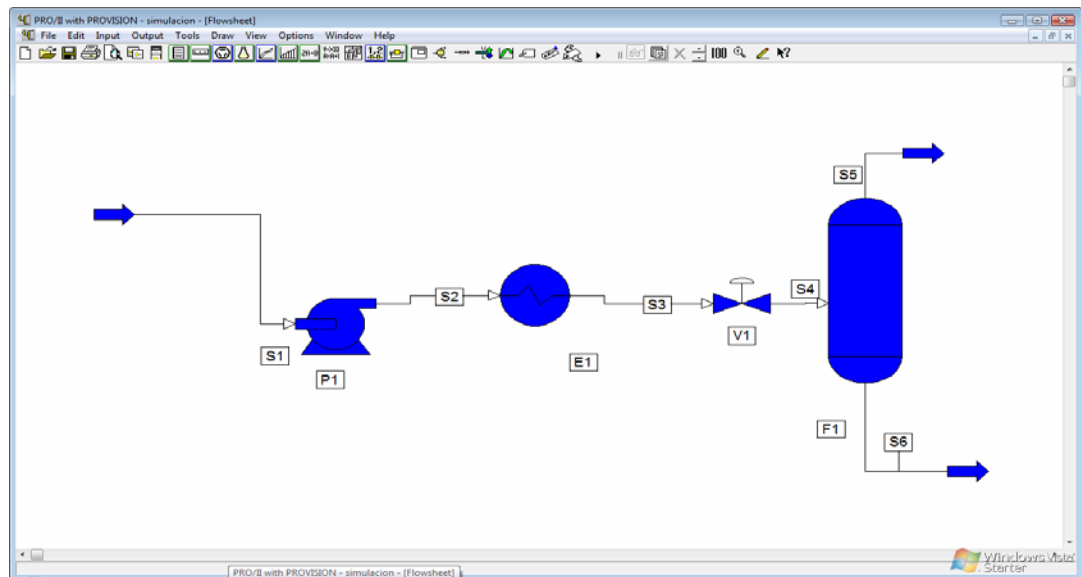 PRO/II with PROVISION - simulacion - [Flowsheet]
File Edit Input Output Tools Draw View Options Window Help
100
S5
S2
S4
S3
V1
S1
E1
P1
F1
S6
Windows Vista™
Starter
PRO/II with PROVISION - simulacion - [Flowsheet]